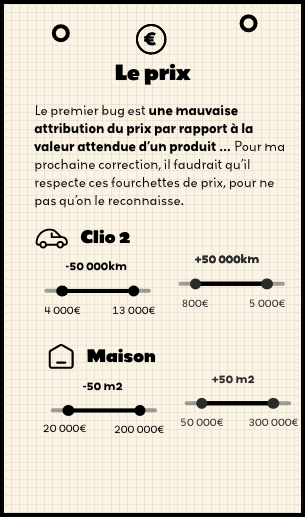 €
Le prix
Le premier bug est une mauvaise
attribution du prix par rapport à la
valeur attendue d'un produit ... Pour ma
prochaine correction, il faudrait qu'il
respecte ces fourchettes de prix, pour ne
pas qu'on le reconnaisse.
Clio 2
-50 000km
+50 000km
4 000€ 13 000€
800€ 5 000€
Maison
-50 m2
+50 m2
20 000€ 200 000€
50 000€ 300 000€